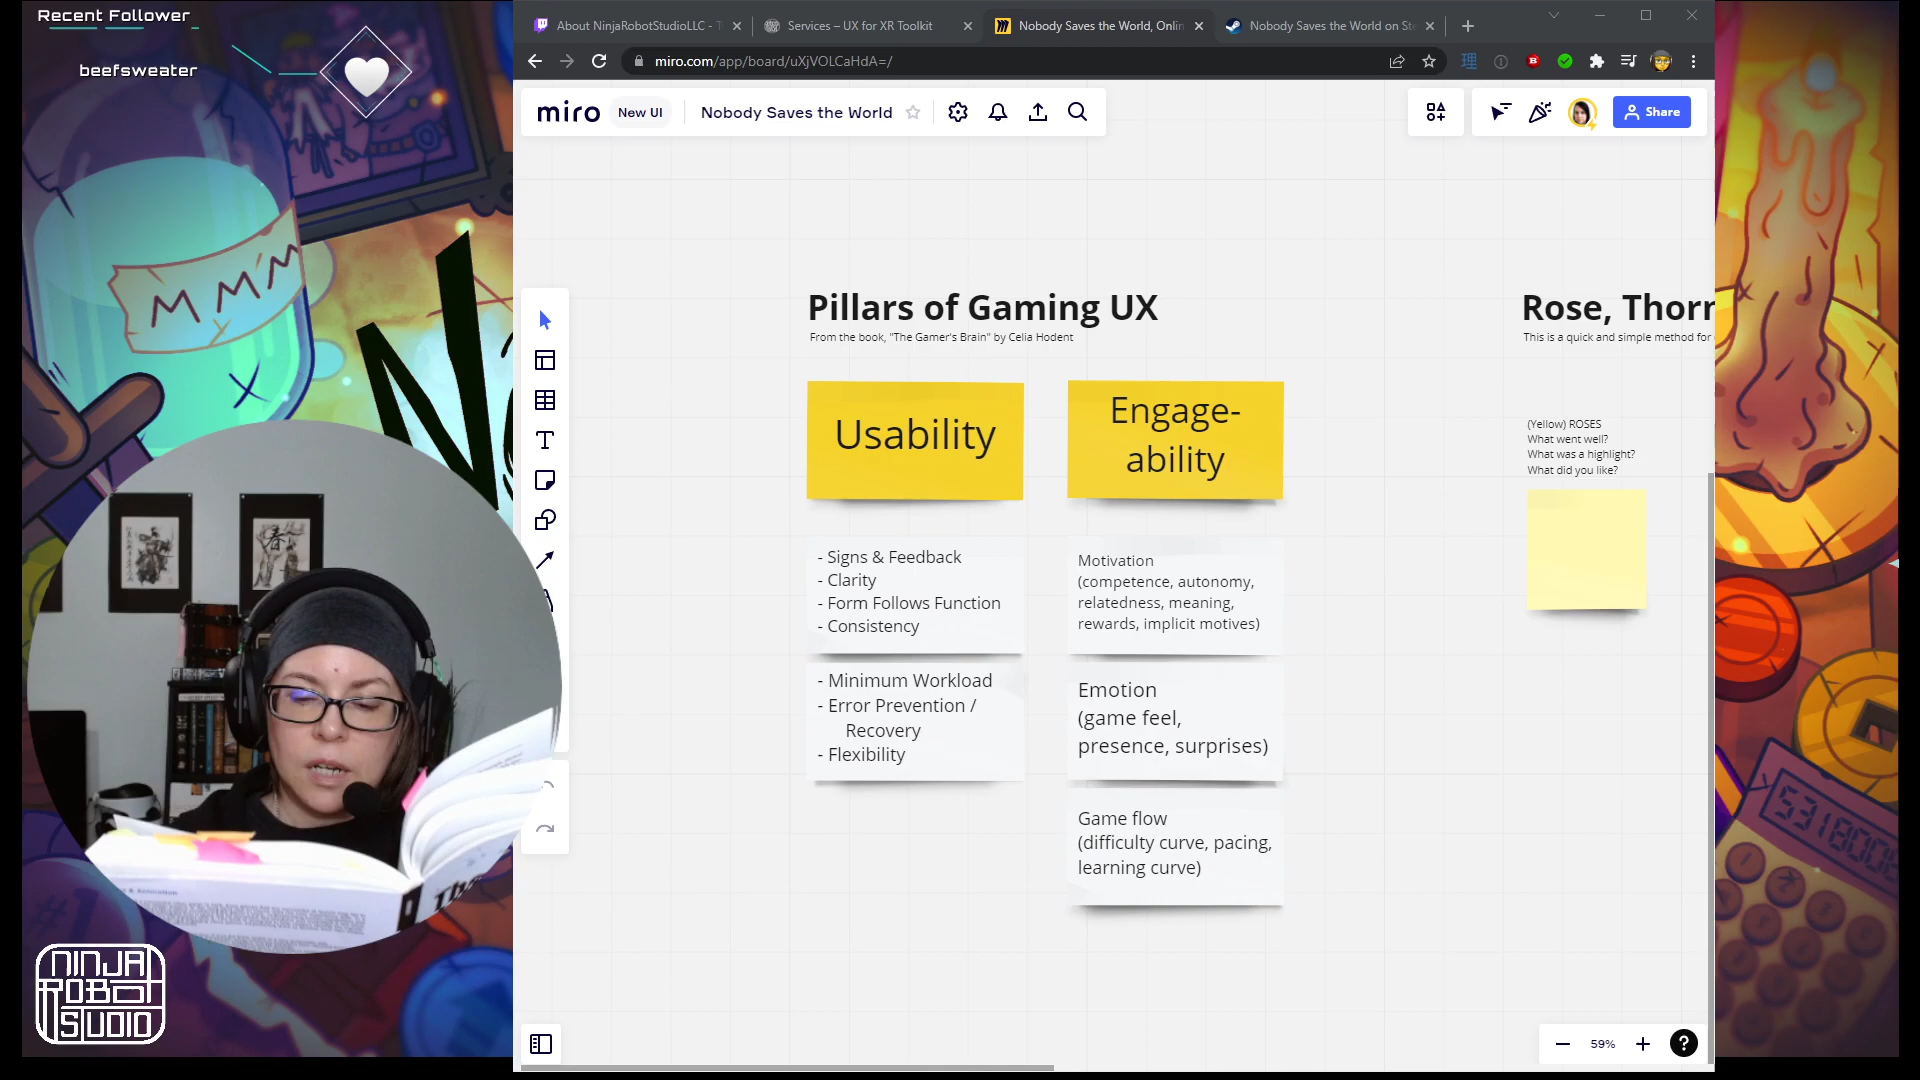 Recent Follower
beefsweater
About NinjaRobotStudioLLC - T
Services – UX for XR Toolkit
Nobody Saves the World, Onlin
Nobody Saves the World on Ste
miro.com/app/board/uXjVOLCaHdA=/
miro
New UI
Nobody Saves the World
Share
Pillars of Gaming UX
From the book, "The Gamer's Brain" by Celia Hodent
Usability
Engage-
ability
- Signs & Feedback
- Clarity
- Form Follows Function
- Consistency
- Minimum Workload
- Error Prevention /
Recovery
- Flexibility
Motivation
(competence, autonomy,
relatedness, meaning,
rewards, implicit motives)
Emotion
(game feel,
presence, surprises)
Game flow
(difficulty curve, pacing,
learning curve)
Rose, Thorn
This is a quick and simple method for
(Yellow) ROSES
What went well?
What was a highlight?
What did you like?
59%
?
NINJA
ROBOT
STUDIO
MMM
春
5318008